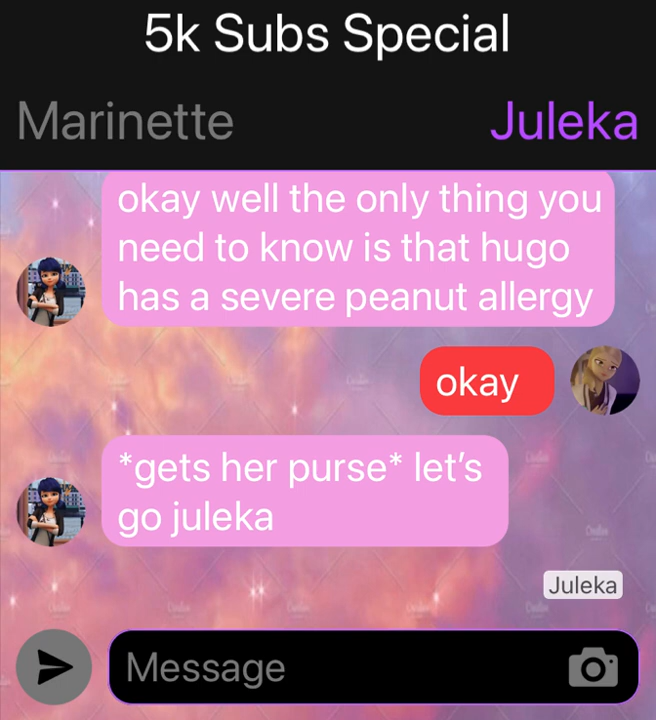 5k Subs Special
Marinette
Juleka
okay well the only thing you
need to know is that hugo
has a severe peanut allergy
okay
*gets her purse* let's
go juleka
Juleka
Message